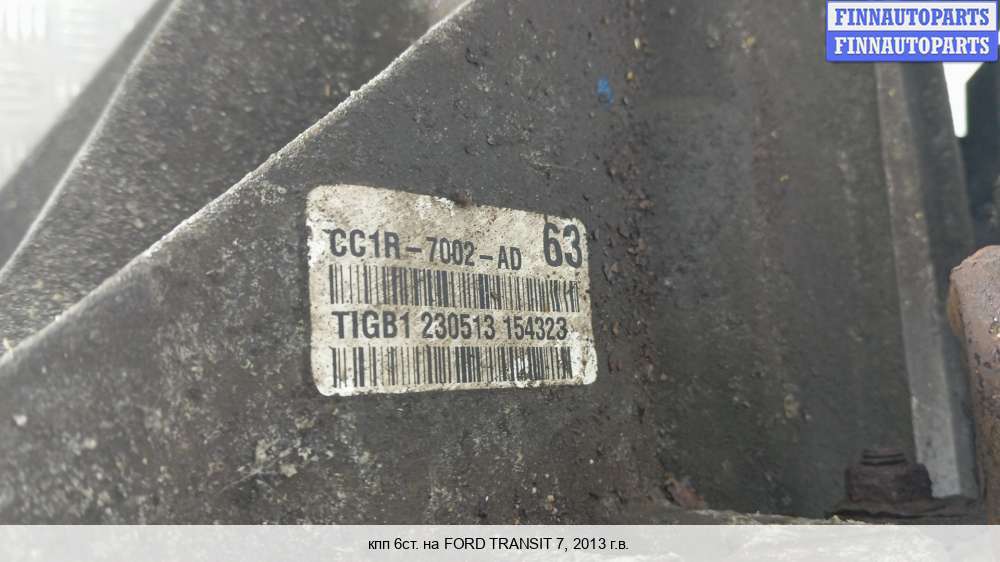 FINNAUTOPARTS
FINNAUTOPARTS
CC1R-7002-AD 63
TIGB1 230513 154323
кпп 6ст. на FORD TRANSIT 7, 2013 г.в.